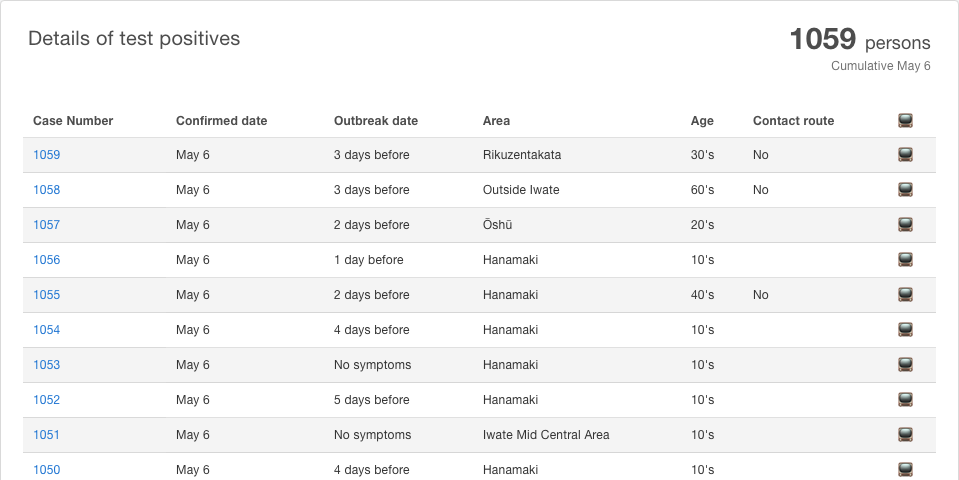 Details of test positives
1059 persons
Cumulative May 6
Case Number Confirmed date Outbreak date Area Age Contact route
1059 May 6 3 days before Rikuzentakata 30's No
1058 May 6 3 days before Outside Iwate 60's No
1057 May 6 2 days before Ōshū 20's
1056 May 6 1 day before Hanamaki 10's
1055 May 6 2 days before Hanamaki 40's No
1054 May 6 4 days before Hanamaki 10's
1053 May 6 No symptoms Hanamaki 10's
1052 May 6 5 days before Hanamaki 10's
1051 May 6 No symptoms Iwate Mid Central Area 10's
1050 May 6 4 days before Hanamaki 10's